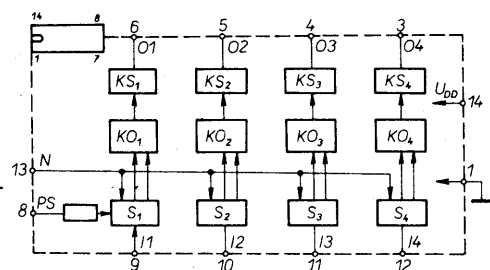 14 8
1 7
6 5 4 3
O1 O2 O3 O4
KS1 KS2 KS3 KS4
UDD
14
KO1 KO2 KO3 KO4
13 N
1
8 PS
S1 S2 S3 S4
I1 I2 I3 I4
9 10 11 12